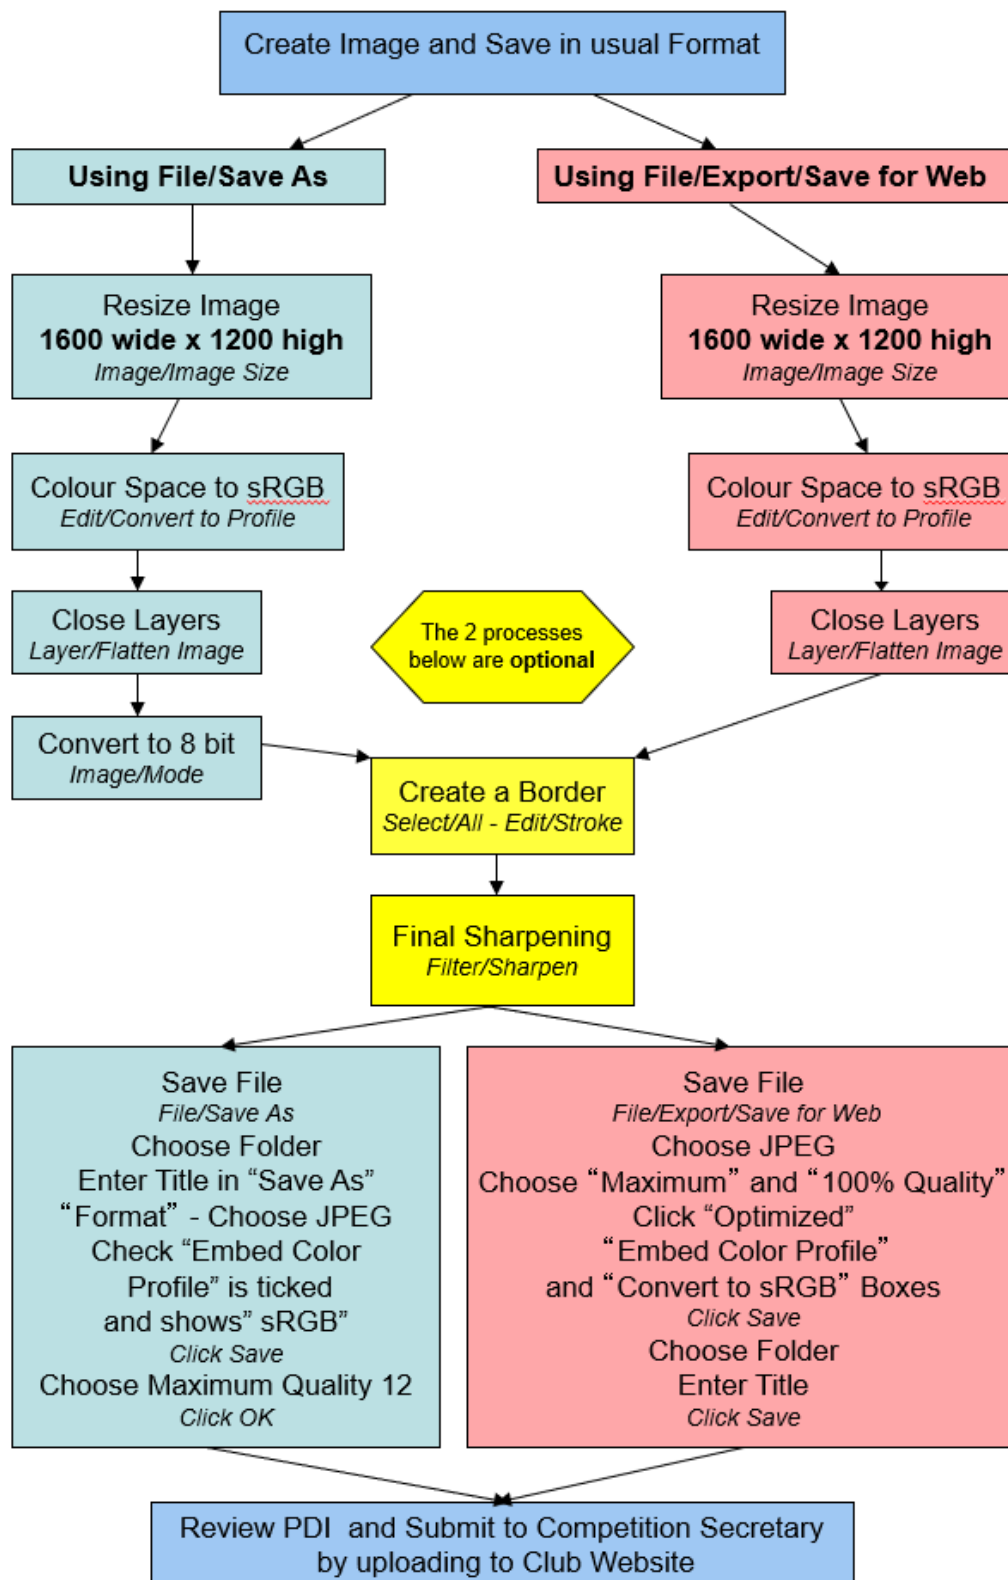 Create Image and Save in usual Format
Using File/Save As
Using File/Export/Save for Web
Resize Image
1600 wide x 1200 high
Image/Image Size
Resize Image
1600 wide x 1200 high
Image/Image Size
Colour Space to sRGB
Edit/Convert to Profile
Colour Space to sRGB
Edit/Convert to Profile
Close Layers
Layer/Flatten Image
The 2 processes
below are optional
Close Layers
Layer/Flatten Image
Convert to 8 bit
Image/Mode
Create a Border
Select/All - Edit/Stroke
Final Sharpening
Filter/Sharpen
Save File
File/Save As
Choose Folder
Enter Title in “Save As”
“Format” - Choose JPEG
Check “Embed Color
Profile” is ticked
and shows” sRGB”
Click Save
Choose Maximum Quality 12
Click OK
Save File
File/Export/Save for Web
Choose JPEG
Choose “Maximum” and “100% Quality”
Click “Optimized”
“Embed Color Profile”
and “Convert to sRGB” Boxes
Click Save
Choose Folder
Enter Title
Click Save
Review PDI  and Submit to Competition Secretary
by uploading to Club Website